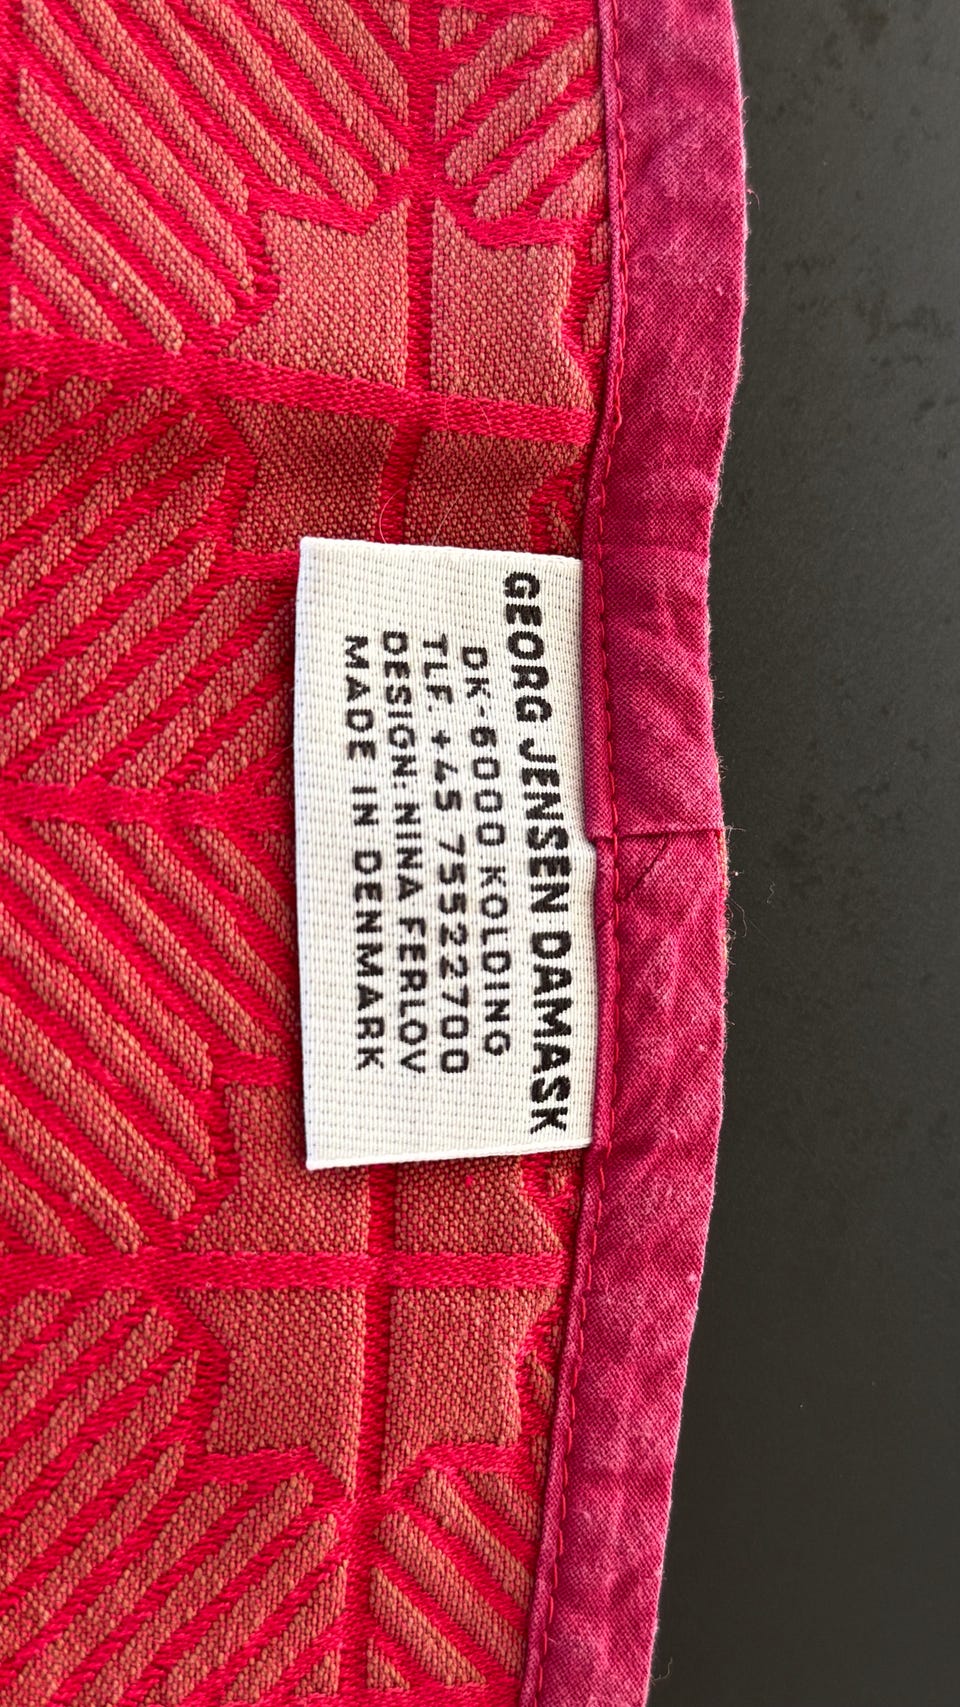 GEORG JENSEN DAMASK
DK-6000 KOLDING
TLF. +45 75522700
DESIGN: NINA FERLOV
MADE IN DENMARK